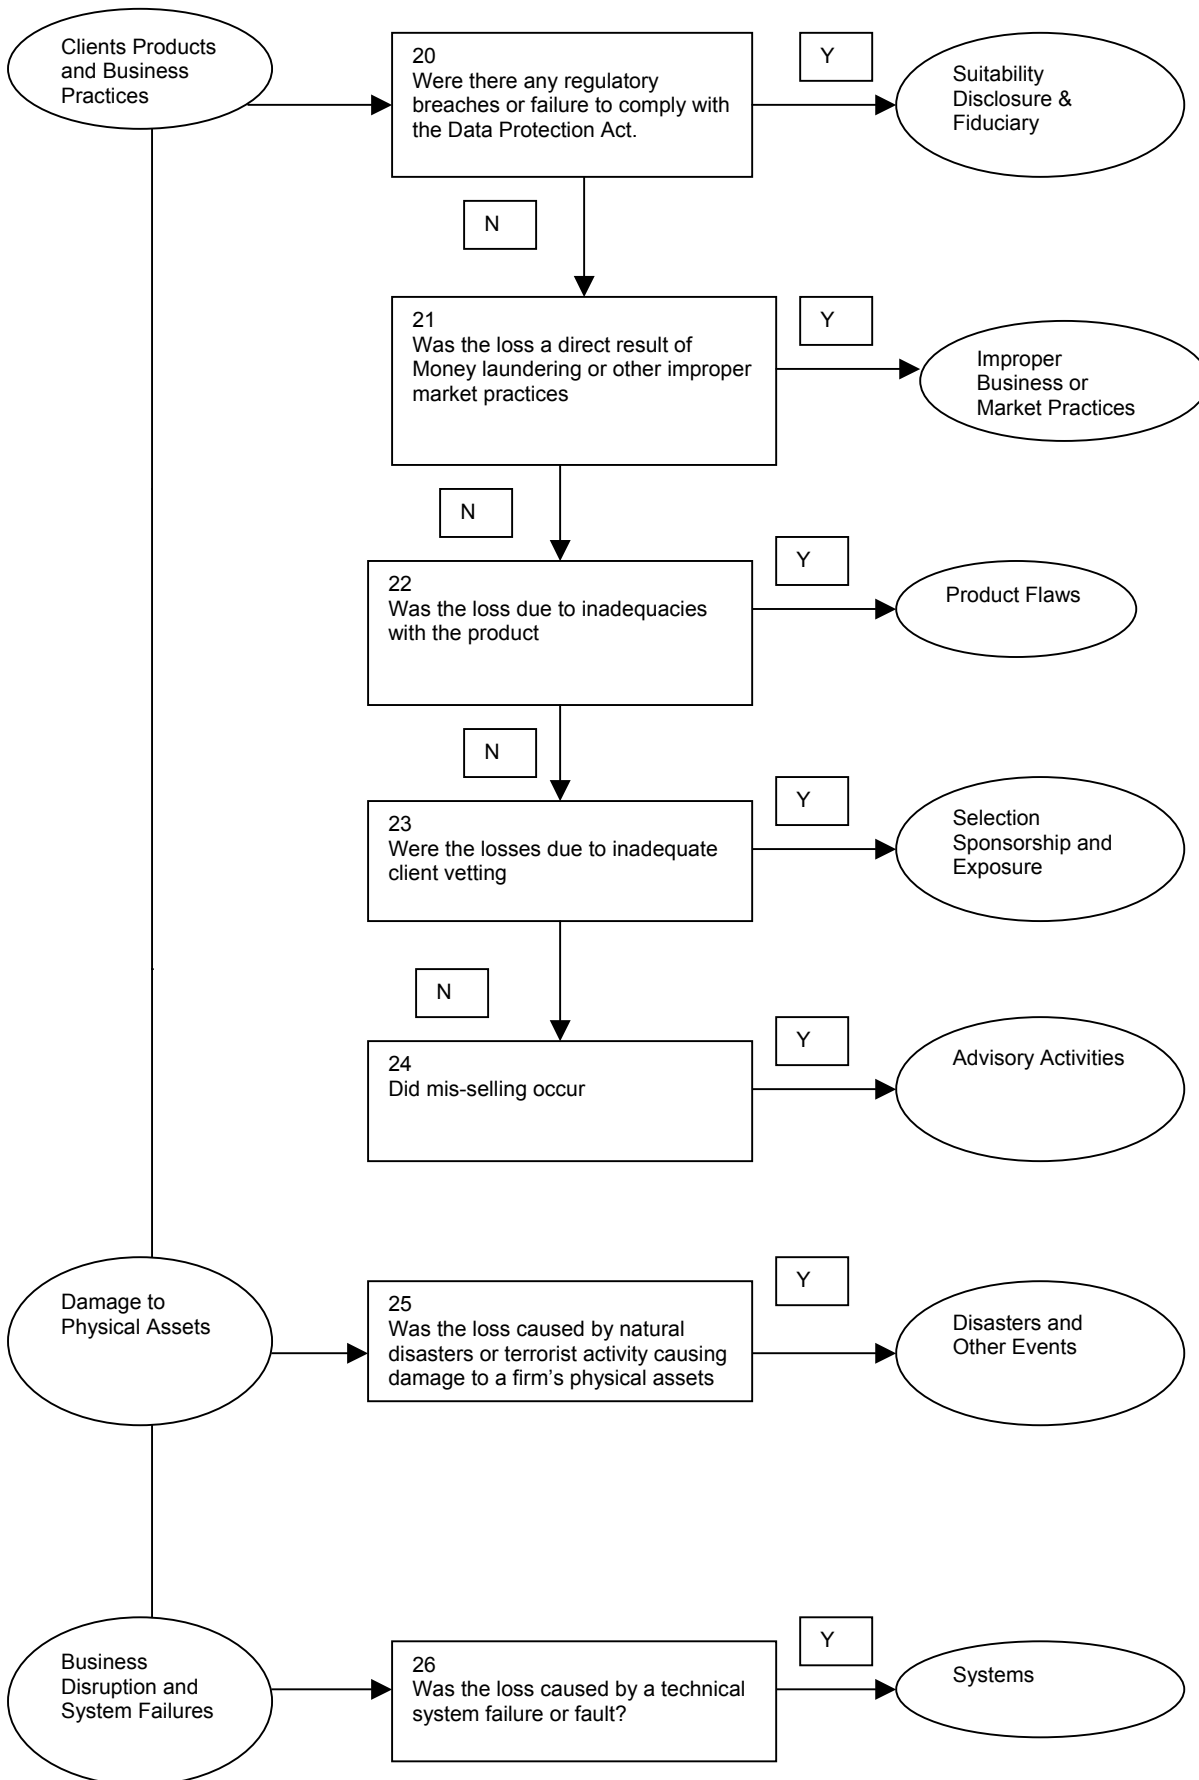 Clients Products
and Business
Practices
20
Were there any regulatory
breaches or failure to comply with
the Data Protection Act.
Y
Suitability
Disclosure &
Fiduciary
N
21
Was the loss a direct result of
Money laundering or other improper
market practices
Y
Improper
Business or
Market Practices
N
22
Was the loss due to inadequacies
with the product
Y
Product Flaws
N
23
Were the losses due to inadequate
client vetting
Y
Selection
Sponsorship and
Exposure
N
24
Did mis-selling occur
Y
Advisory Activities
Damage to
Physical Assets
25
Was the loss caused by natural
disasters or terrorist activity causing
damage to a firm’s physical assets
Y
Disasters and
Other Events
Business
Disruption and
System Failures
26
Was the loss caused by a technical
system failure or fault?
Y
Systems